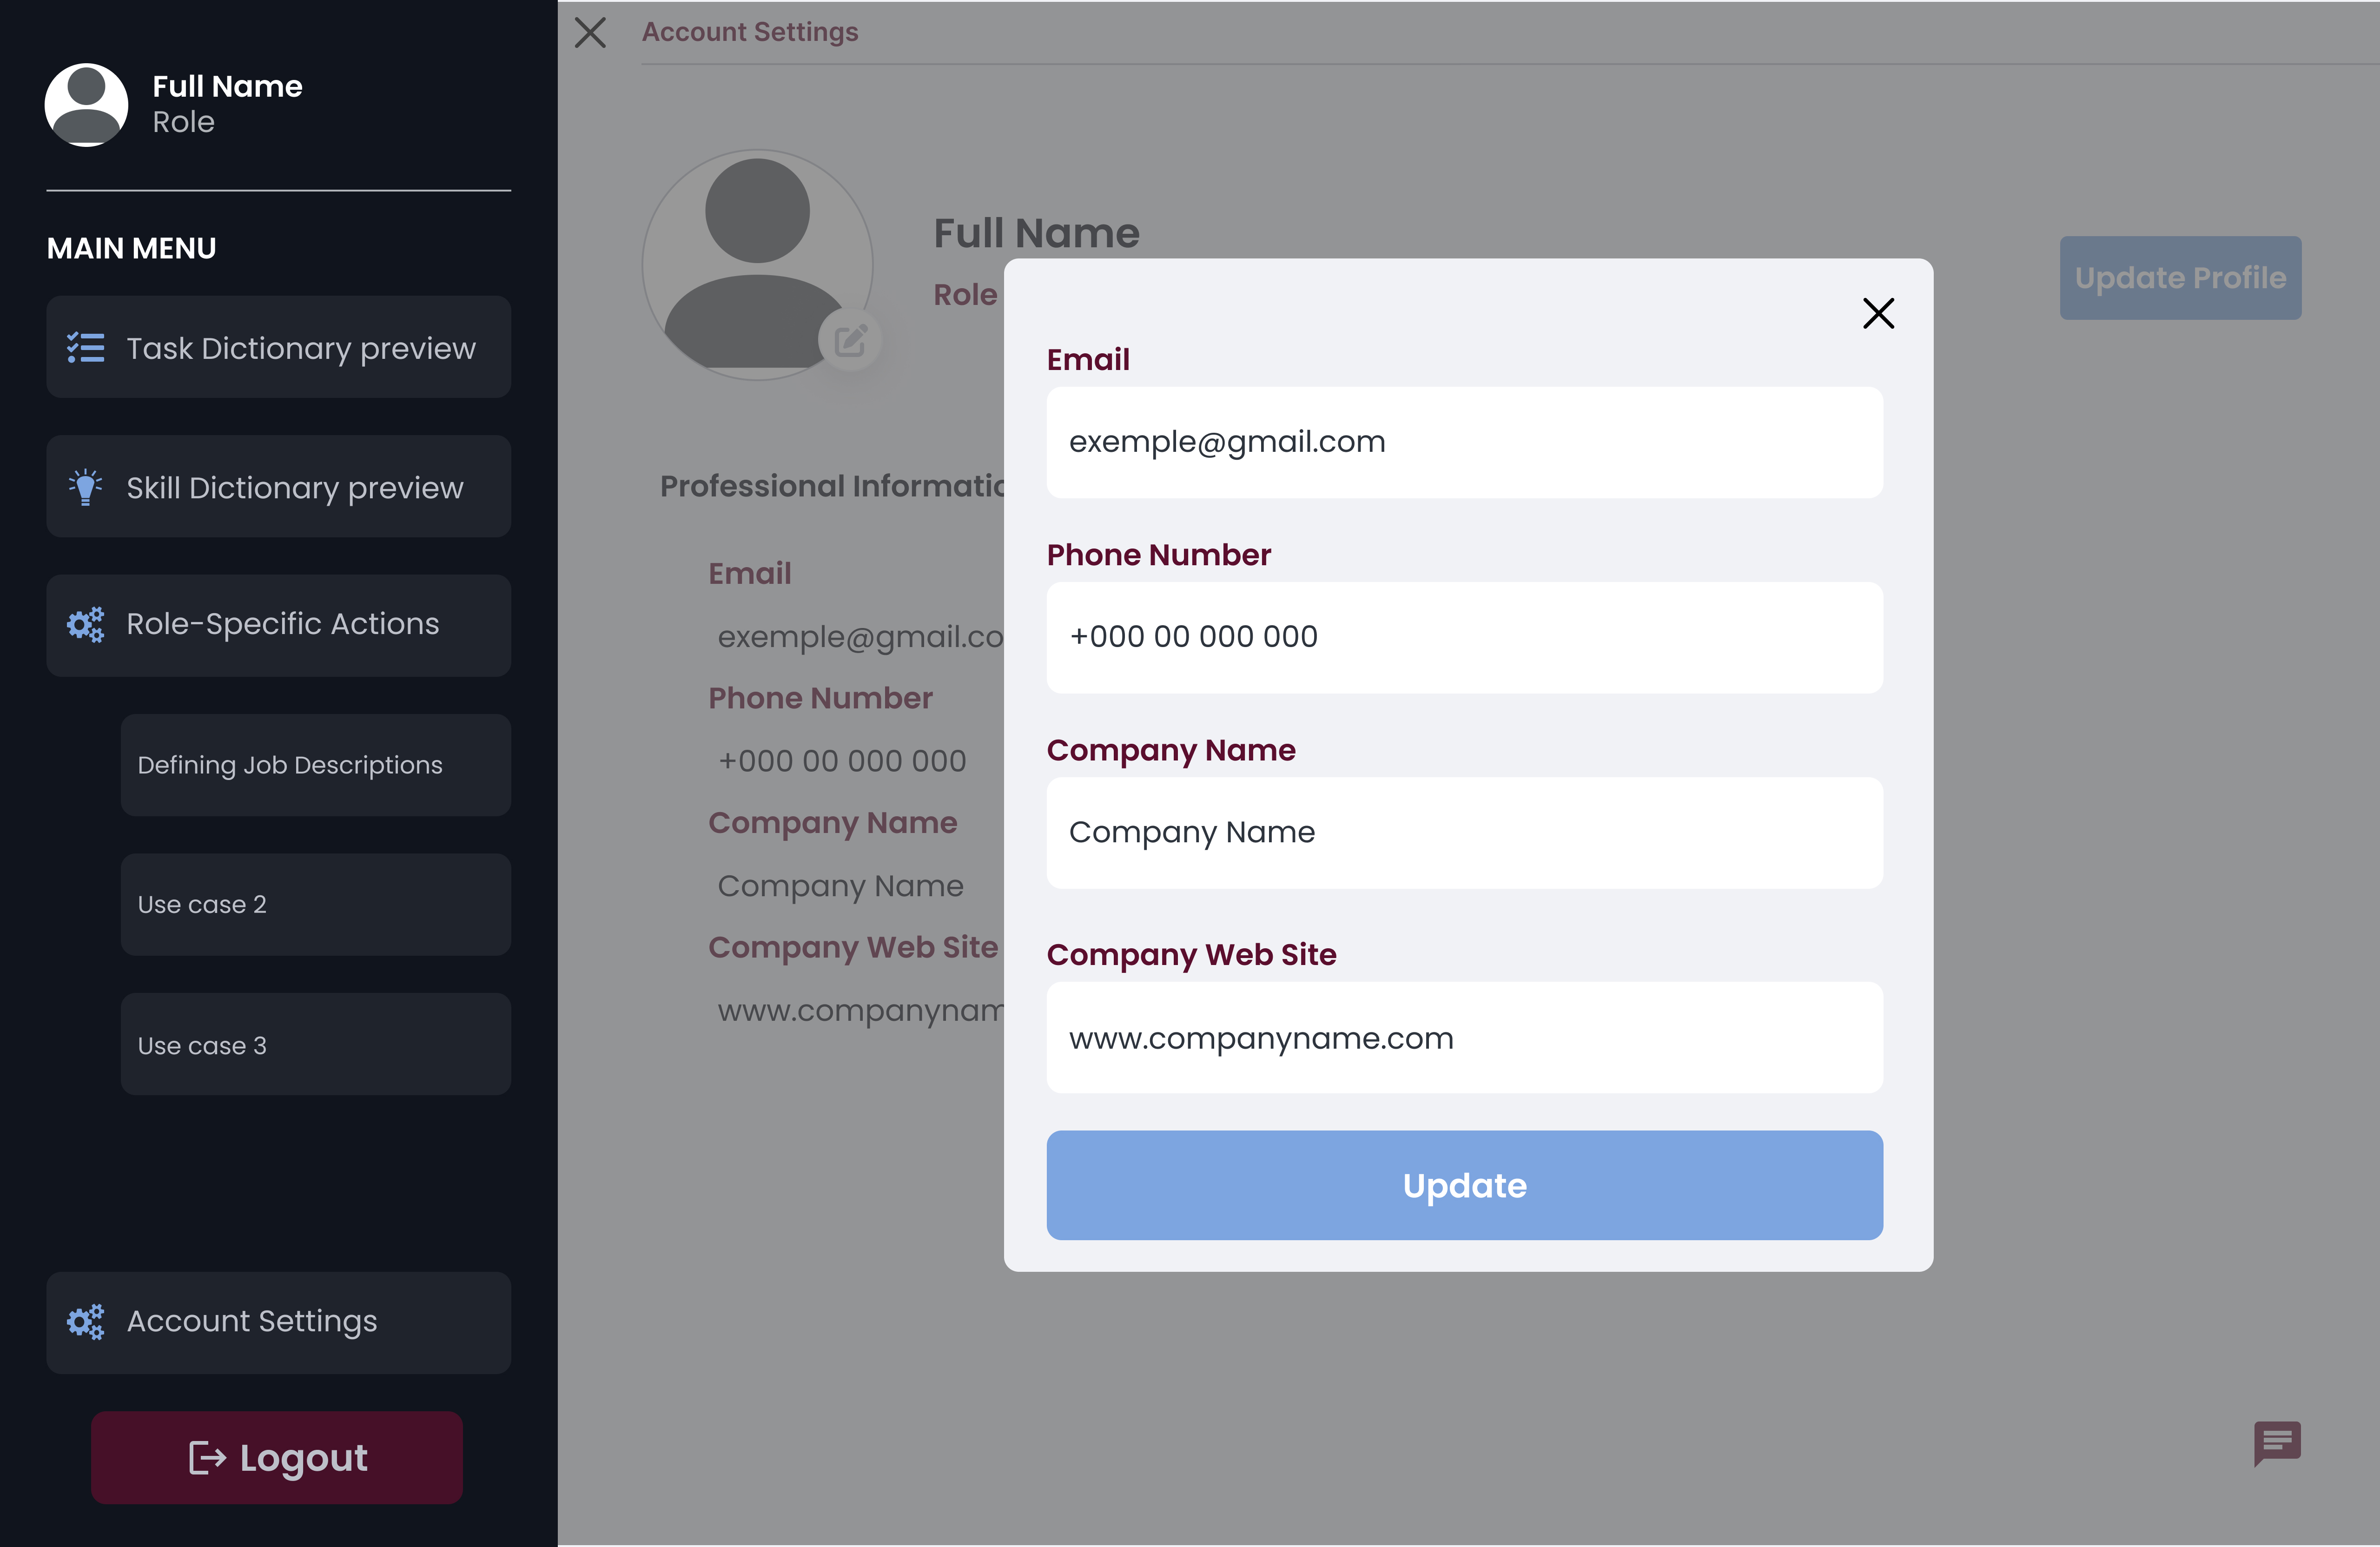 Full Name
Role
MAIN MENU
Task Dictionary preview
Skill Dictionary preview
Role-Specific Actions
Defining Job Descriptions
Use case 2
Use case 3
Account Settings
Logout
Account Settings
Full Name
Role
Update Profile
Professional Informatio
Email
exemple@gmail.co
Phone Number
+000 00 000 000
Company Name
Company Name
Company Web Site
www.companynam
Email
exemple@gmail.com
Phone Number
+000 00 000 000
Company Name
Company Name
Company Web Site
www.companyname.com
Update